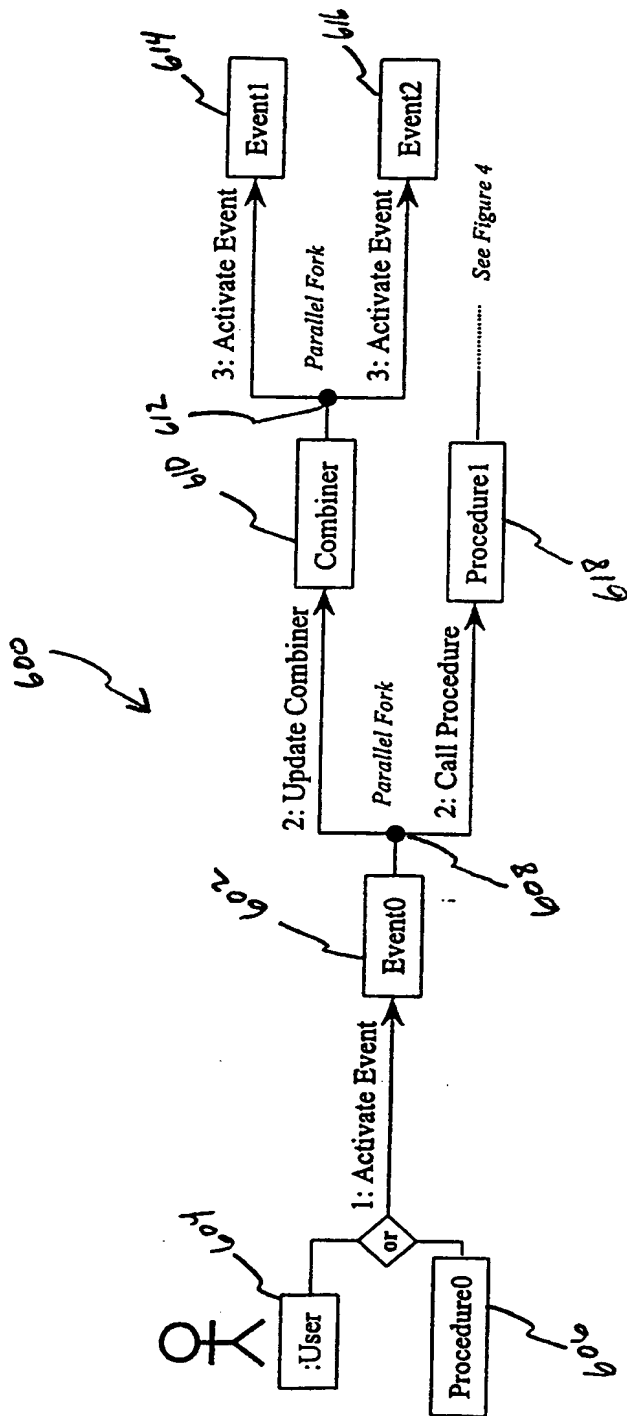 600
604
:User
or
Procedure0
606
1: Activate Event
602
Event0
608
Parallel Fork
2: Update Combiner
2: Call Procedure
610
Combiner
612
Procedure1
618
See Figure 4
Parallel Fork
3: Activate Event
3: Activate Event
614
Event1
616
Event2